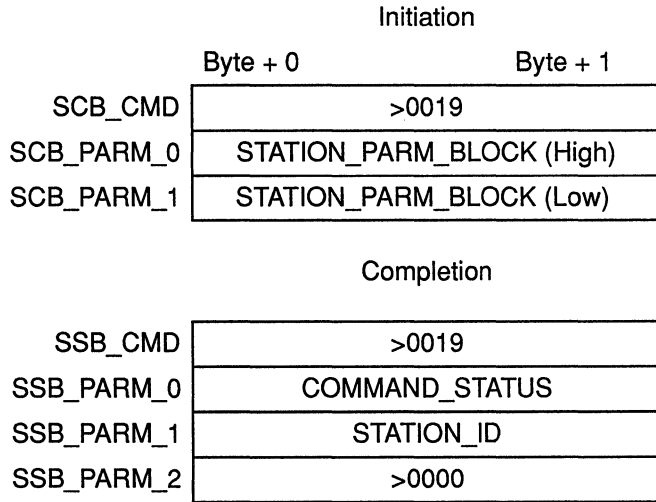 Initiation
Byte + 0 Byte + 1
SCB_CMD >0019
SCB_PARM_0 STATION_PARM_BLOCK (High)
SCB_PARM_1 STATION_PARM_BLOCK (Low)
Completion
SSB_CMD >0019
SSB_PARM_0 COMMAND_STATUS
SSB_PARM_1 STATION_ID
SSB_PARM_2 >0000